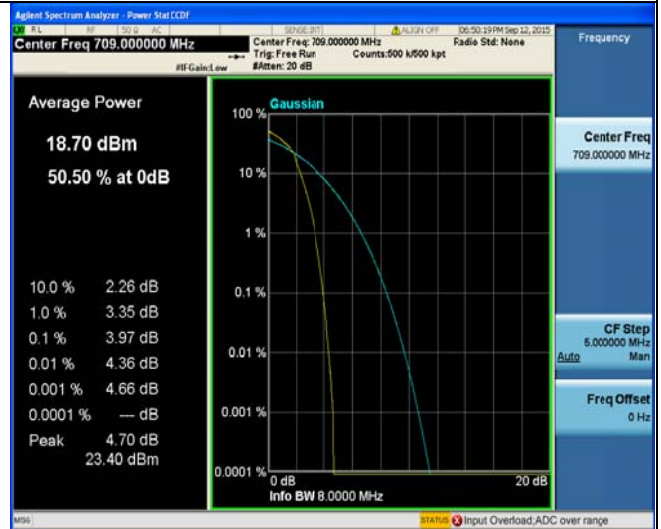 Agilent Spectrum Analyzer - Power Stat CCDF
LXI RL RF 50 Ω AC SENSE:INT ALIGN OFF 06:50:19 PM Sep 12, 2015
Center Freq 709.000000 MHz
Center Freq: 709.000000 MHz Radio Std: None
Trig: Free Run Counts:500 k/500 kpt
#IFGain:Low #Atten: 20 dB
Frequency
Average Power
18.70 dBm
50.50 % at 0dB
10.0 % 2.26 dB
1.0 % 3.35 dB
0.1 % 3.97 dB
0.01 % 4.36 dB
0.001 % 4.66 dB
0.0001 % --- dB
Peak 4.70 dB
23.40 dBm
Gaussian
100 %
10 %
1 %
0.1 %
0.01 %
0.001 %
0.0001 %
0 dB 20 dB
Info BW 8.0000 MHz
Center Freq
709.000000 MHz
CF Step
5.000000 MHz
Auto Man
Freq Offset
0 Hz
MSG STATUS Input Overload;ADC over range